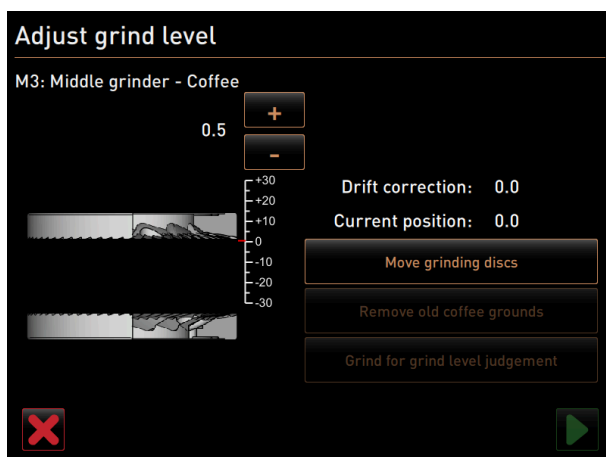 Adjust grind level
M3: Middle grinder - Coffee
+
0.5
-
+30
+20
+10
0
-10
-20
-30
Drift correction: 0.0
Current position: 0.0
Move grinding discs
Remove old coffee grounds
Grind for grind level judgement